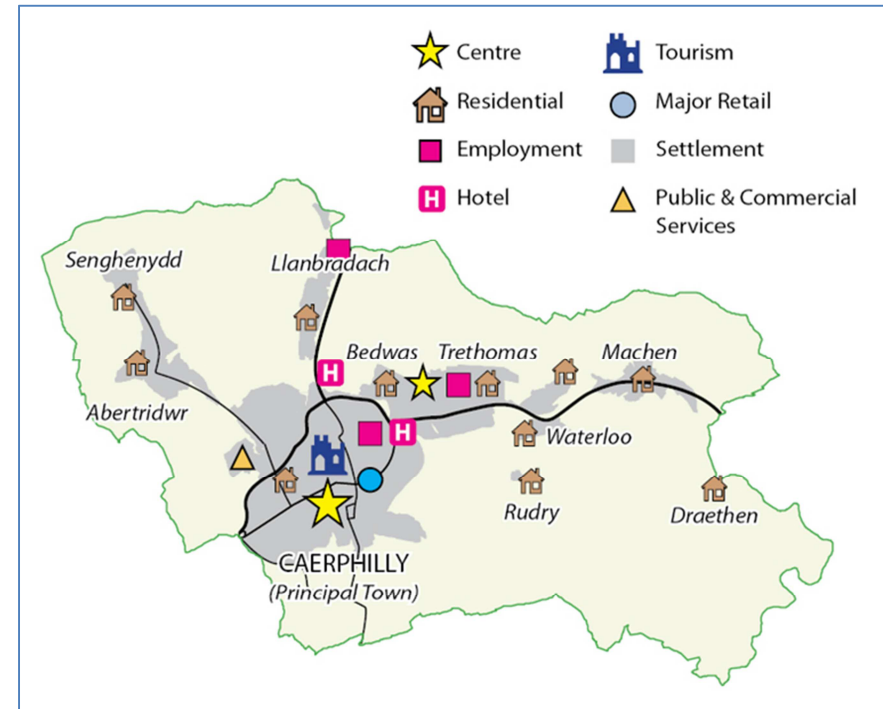 Centre
Tourism
Residential
Major Retail
Employment
Settlement
H Hotel
Public & Commercial
Services
Senghenydd
Llanbradach
H
Bedwas
Trethomas
Machen
Abertridwr
H
Waterloo
Rudry
Draethen
CAERPHILLY
(Principal Town)